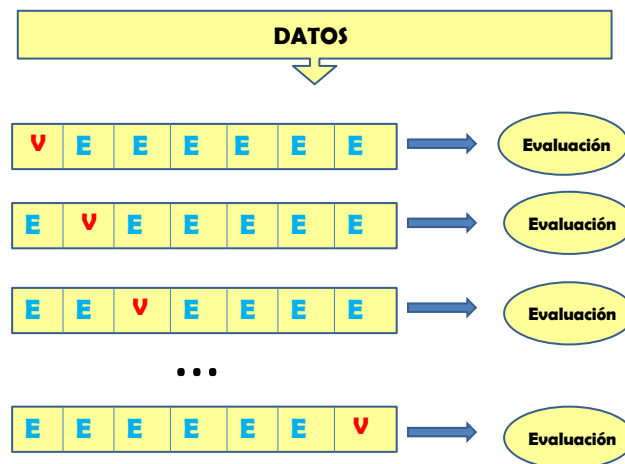 DATOS
V E E E E E E Evaluación
E V E E E E E Evaluación
E E V E E E E Evaluación
...
E E E E E E V Evaluación